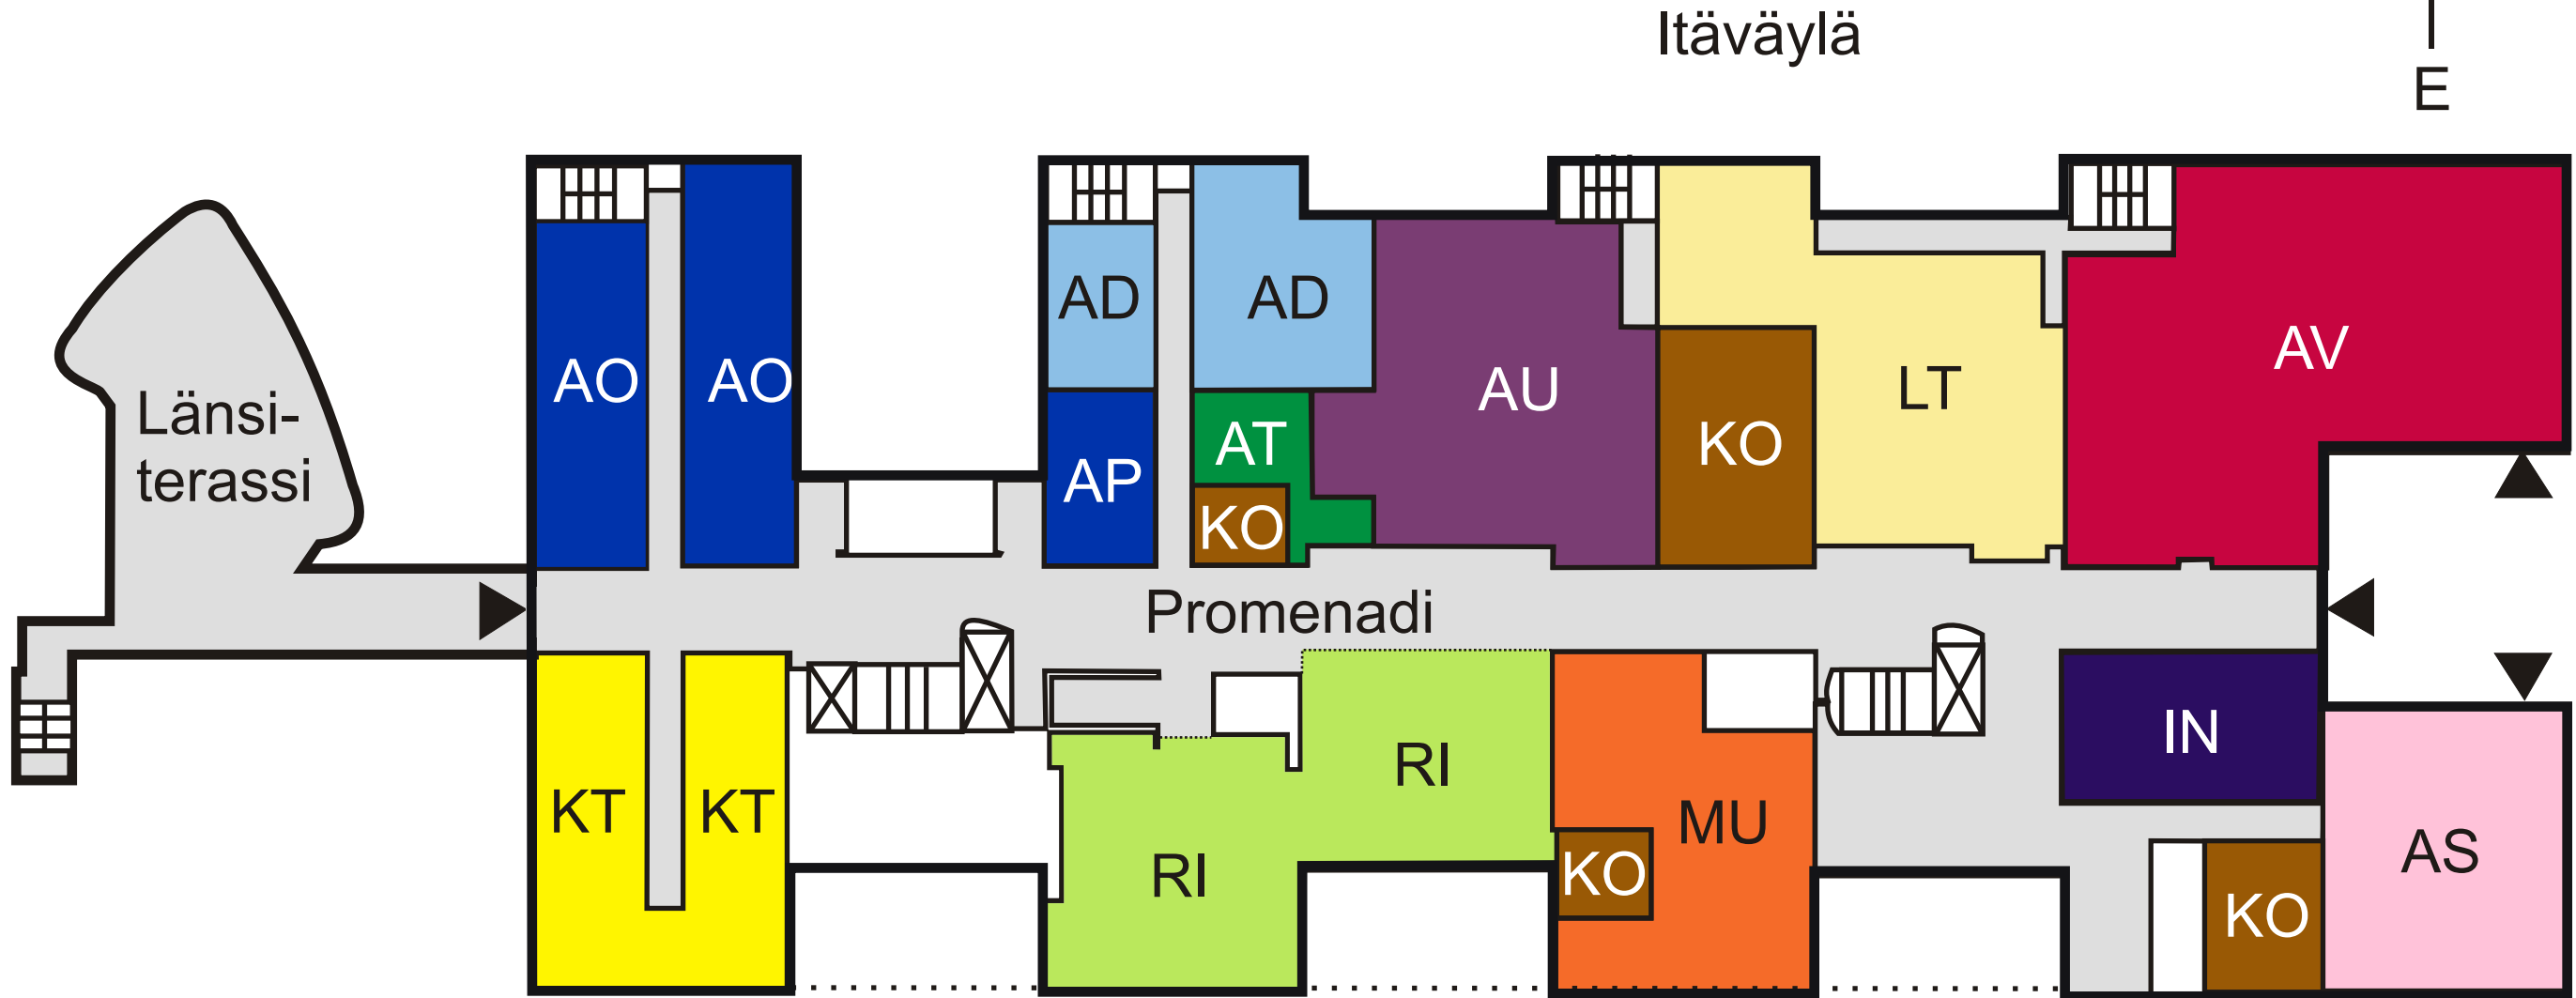 Itäväylä
I
E
AD
AD
AO
AO
AU
AV
LT
Länsi-
terassi
AT
KO
AP
KO
Promenadi
IN
RI
KT
KT
MU
RI
KO
AS
KO